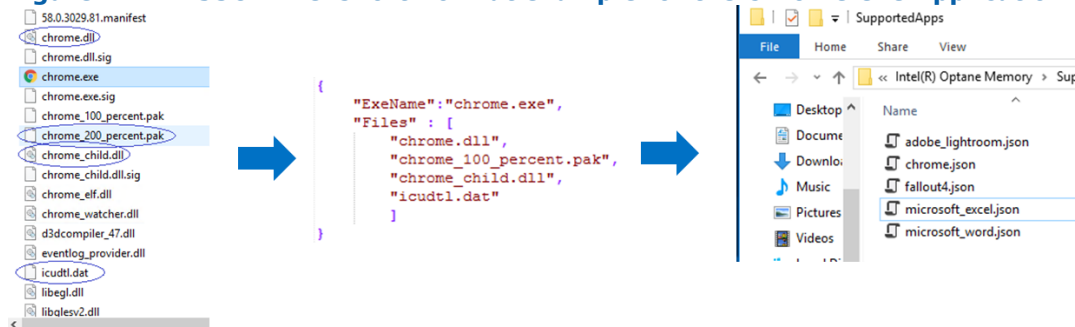 58.0.3029.81.manifest
chrome.dll
chrome.dll.sig
chrome.exe
chrome.exe.sig
chrome_100_percent.pak
chrome_200_percent.pak
chrome_child.dll
chrome_child.dll.sig
chrome_elf.dll
chrome_watcher.dll
d3dcompiler_47.dll
eventlog_provider.dll
icudtl.dat
libegl.dll
libglesv2.dll
{
"ExeName":"chrome.exe",
"Files" : [
"chrome.dll",
"chrome_100_percent.pak",
"chrome_child.dll",
"icudtl.dat"
]
}
SupportedApps
File Home Share View
« Intel(R) Optane Memory > Sup
Desktop
Docume
Downloa
Music
Pictures
Videos
Name
adobe_lightroom.json
chrome.json
fallout4.json
microsoft_excel.json
microsoft_word.json